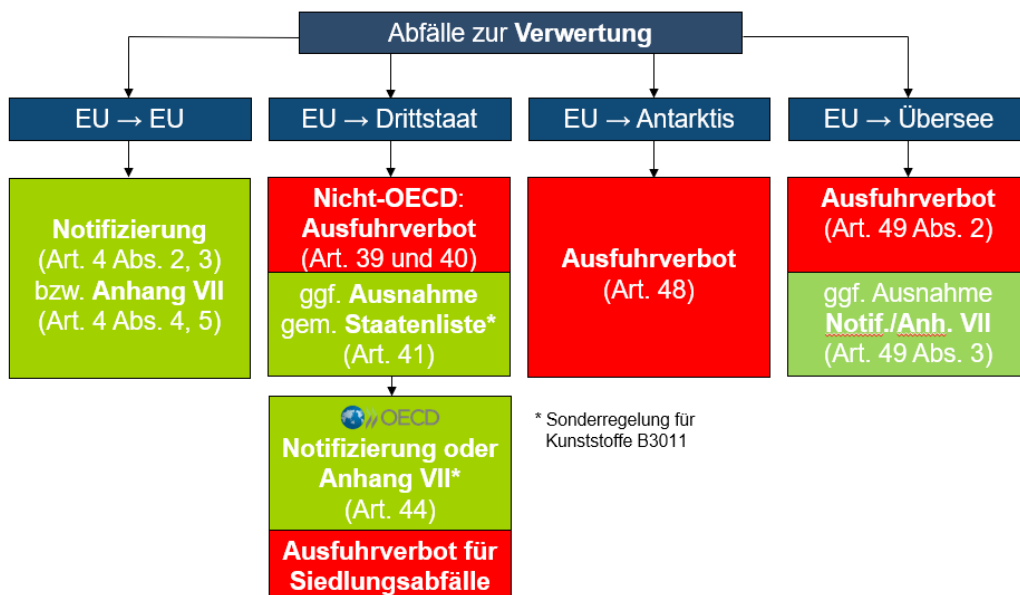 Abfälle zur Verwertung
EU → EU
EU → Drittstaat
EU → Antarktis
EU → Übersee
Notifizierung
(Art. 4 Abs. 2, 3)
bzw. Anhang VII
(Art. 4 Abs. 4, 5)
Nicht-OECD:
Ausfuhrverbot
(Art. 39 und 40)
ggf. Ausnahme
gem. Staatenliste*
(Art. 41)
OECD
Notifizierung oder
Anhang VII*
(Art. 44)
Ausfuhrverbot für
Siedlungsabfälle
Ausfuhrverbot
(Art. 48)
Ausfuhrverbot
(Art. 49 Abs. 2)
ggf. Ausnahme
Notif./Anh. VII
(Art. 49 Abs. 3)
* Sonderregelung für
Kunststoffe B3011